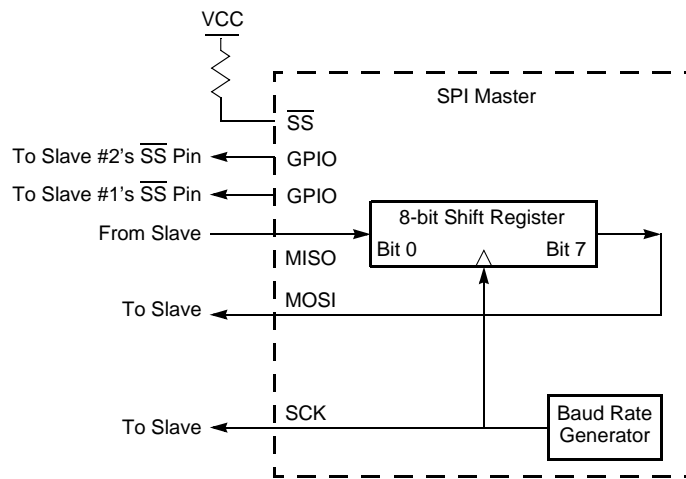 VCC
SPI Master
SS
To Slave #2's SS Pin
GPIO
To Slave #1's SS Pin
GPIO
From Slave
8-bit Shift Register
Bit 0
Bit 7
MISO
To Slave
MOSI
To Slave
SCK
Baud Rate
Generator